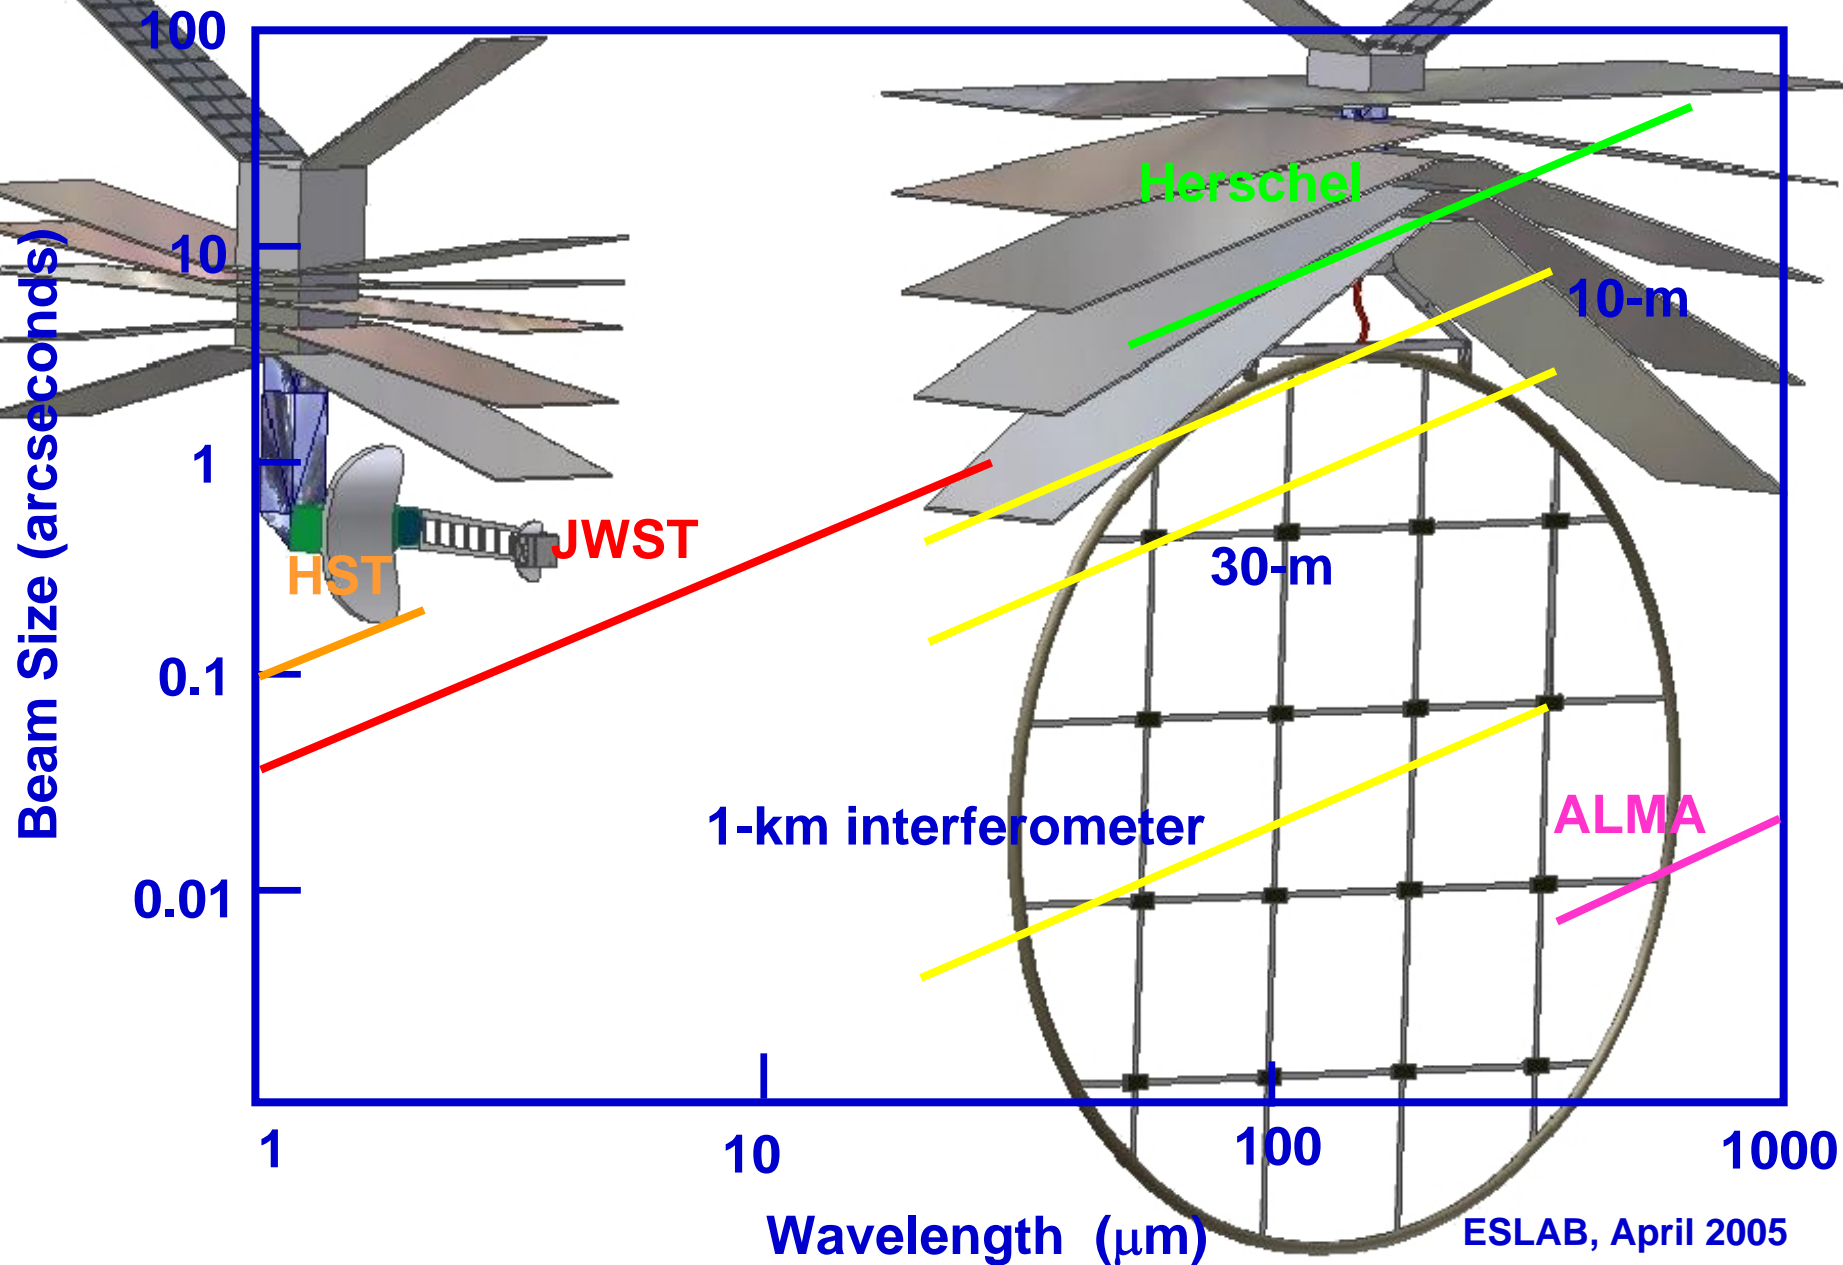 100
10
1
0.1
0.01
Beam Size (arcseconds)
Herschel
10-m
JWST
HST
30-m
1-km interferometer
ALMA
1
10
100
1000
Wavelength (μm)
ESLAB, April 2005